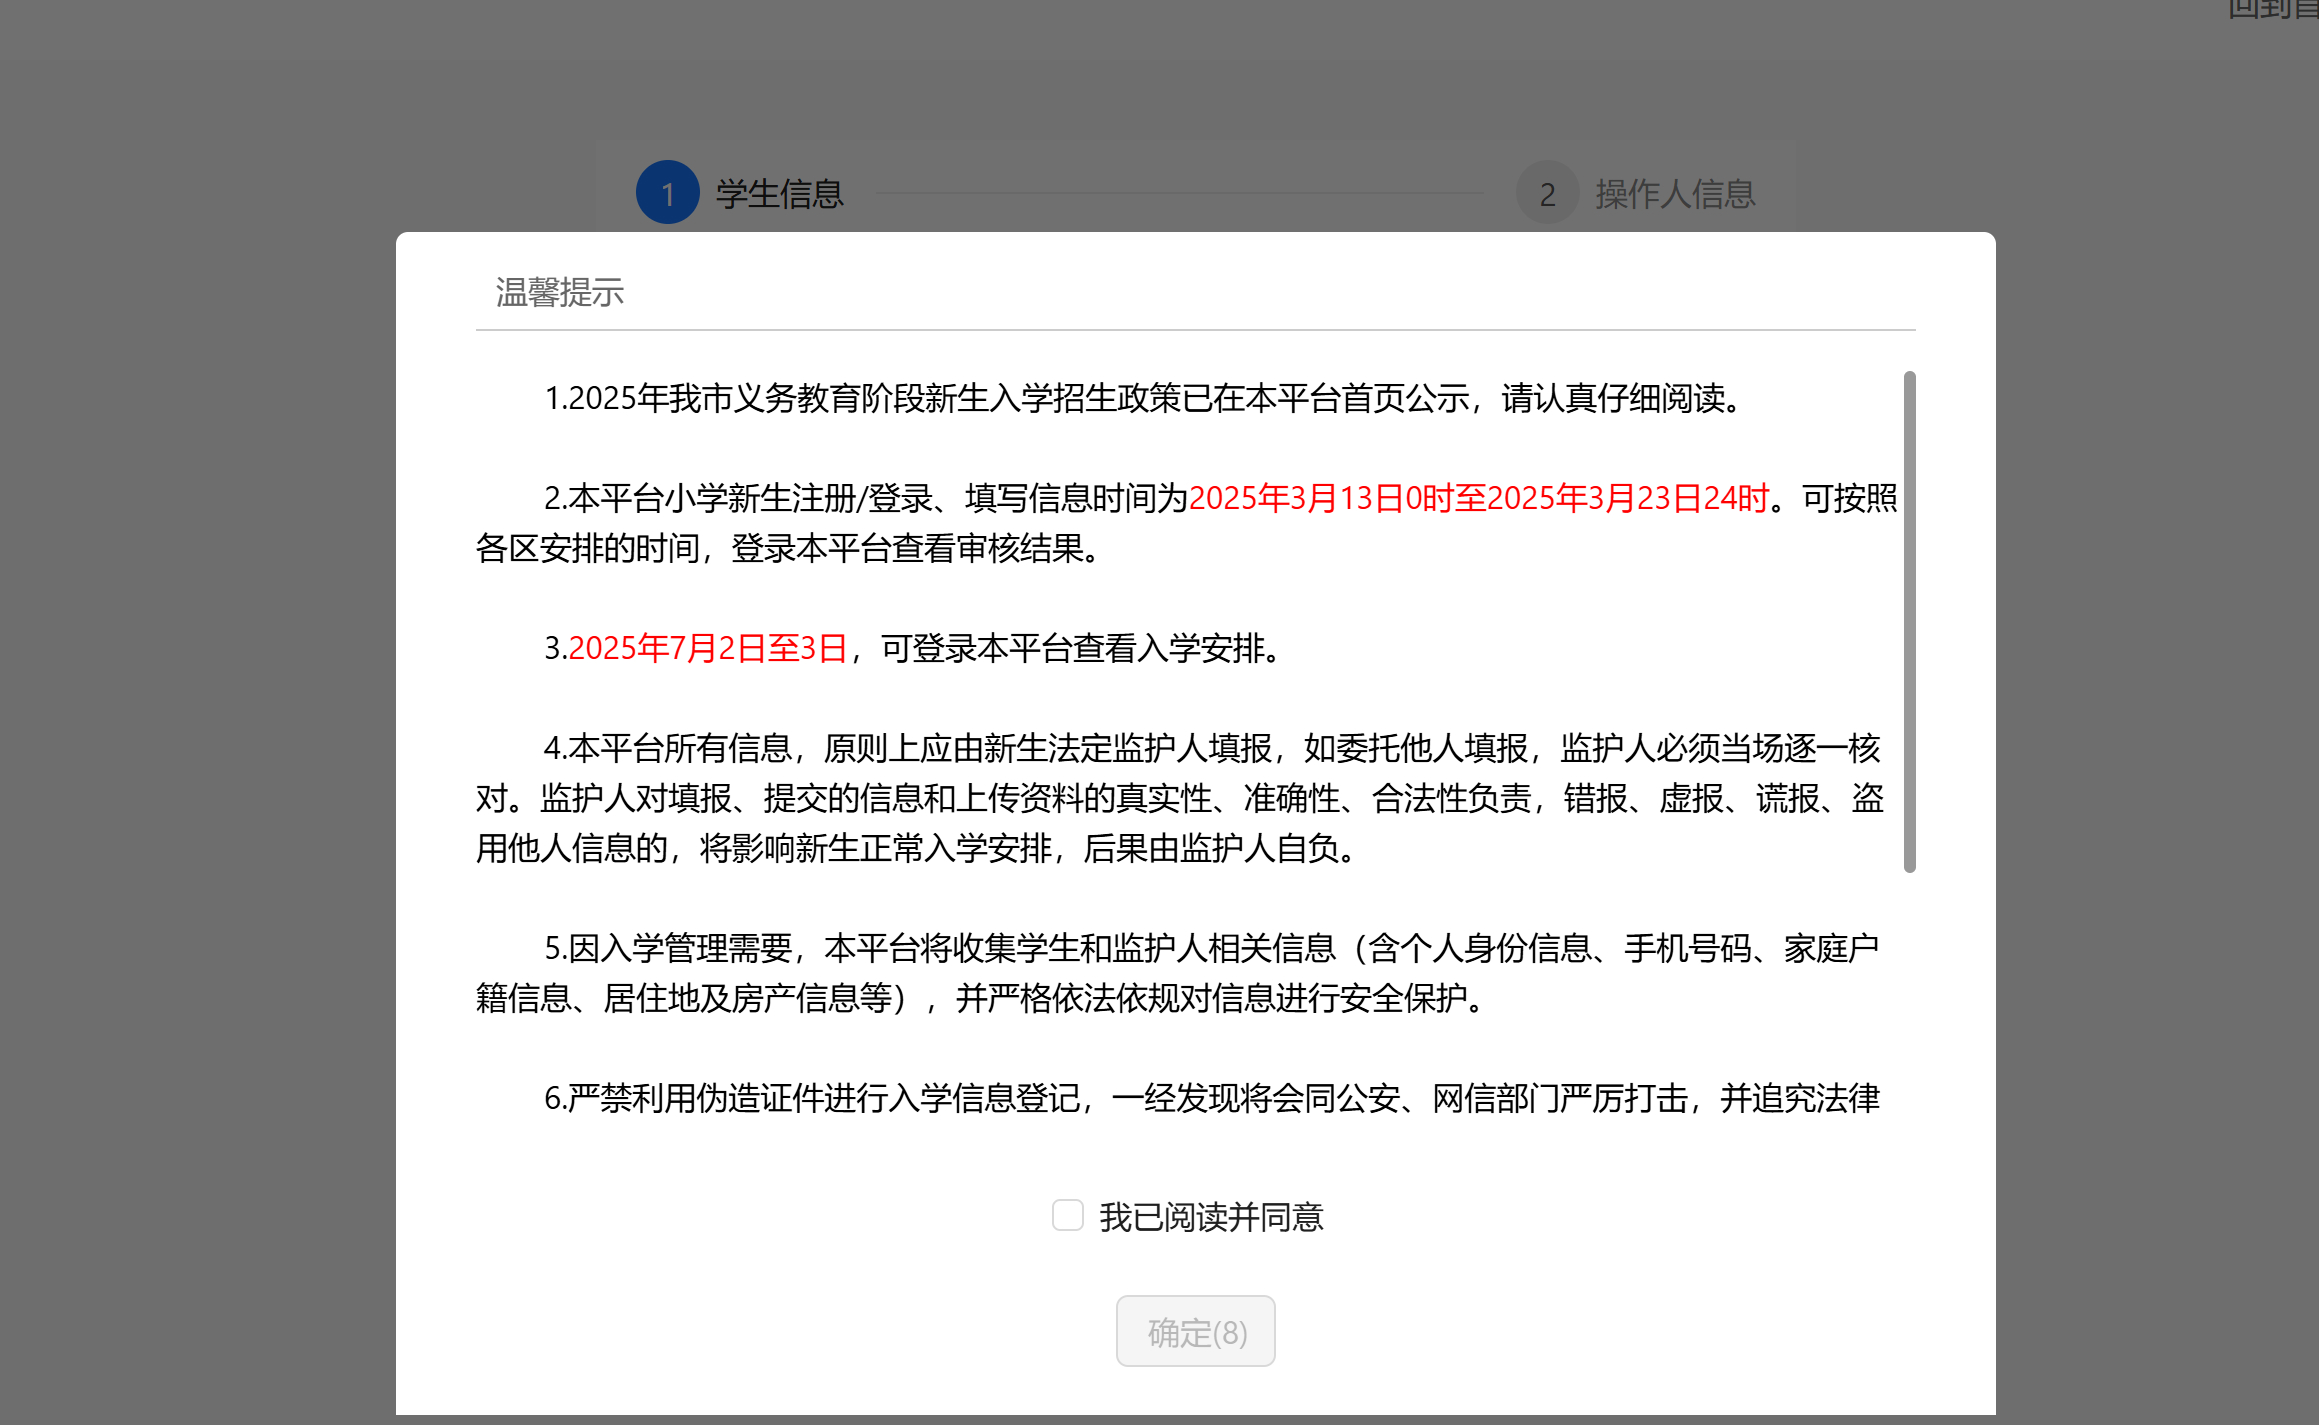 回到首
1 学生信息 2 操作人信息
温馨提示
1.2025年我市义务教育阶段新生入学招生政策已在本平台首页公示，请认真仔细阅读。
2.本平台小学新生注册/登录、填写信息时间为2025年3月13日0时至2025年3月23日24时。可按照
各区安排的时间，登录本平台查看审核结果。
3.2025年7月2日至3日，可登录本平台查看入学安排。
4.本平台所有信息，原则上应由新生法定监护人填报，如委托他人填报，监护人必须当场逐一核
对。监护人对填报、提交的信息和上传资料的真实性、准确性、合法性负责，错报、虚报、谎报、盗
用他人信息的，将影响新生正常入学安排，后果由监护人自负。
5.因入学管理需要，本平台将收集学生和监护人相关信息（含个人身份信息、手机号码、家庭户
籍信息、居住地及房产信息等），并严格依法依规对信息进行安全保护。
6.严禁利用伪造证件进行入学信息登记，一经发现将会同公安、网信部门严厉打击，并追究法律
我已阅读并同意
确定(8)